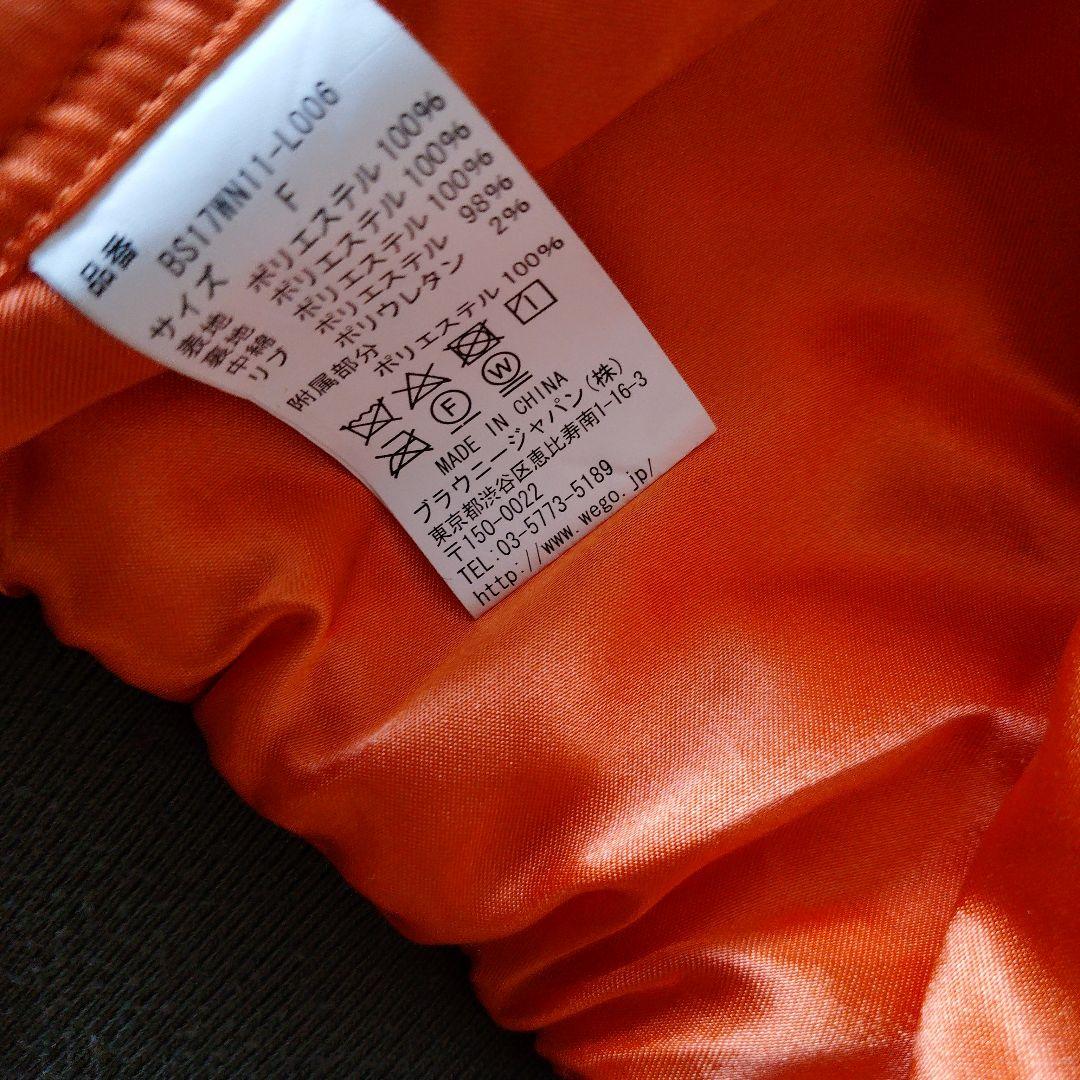 品番 BS17WN11-L006
サイズ F
表地 ポリエステル 100%
裏地 ポリエステル 100%
中綿 ポリエステル 100%
リブ ポリエステル 98%
ポリウレタン 2%
附属部分
ポリエステル 100%
F W
MADE IN CHINA
ブラウニージャパン(株)
東京都渋谷区恵比寿南1-16-3
〒150-0022
TEL:03-5773-5189
http://www.wego.jp/